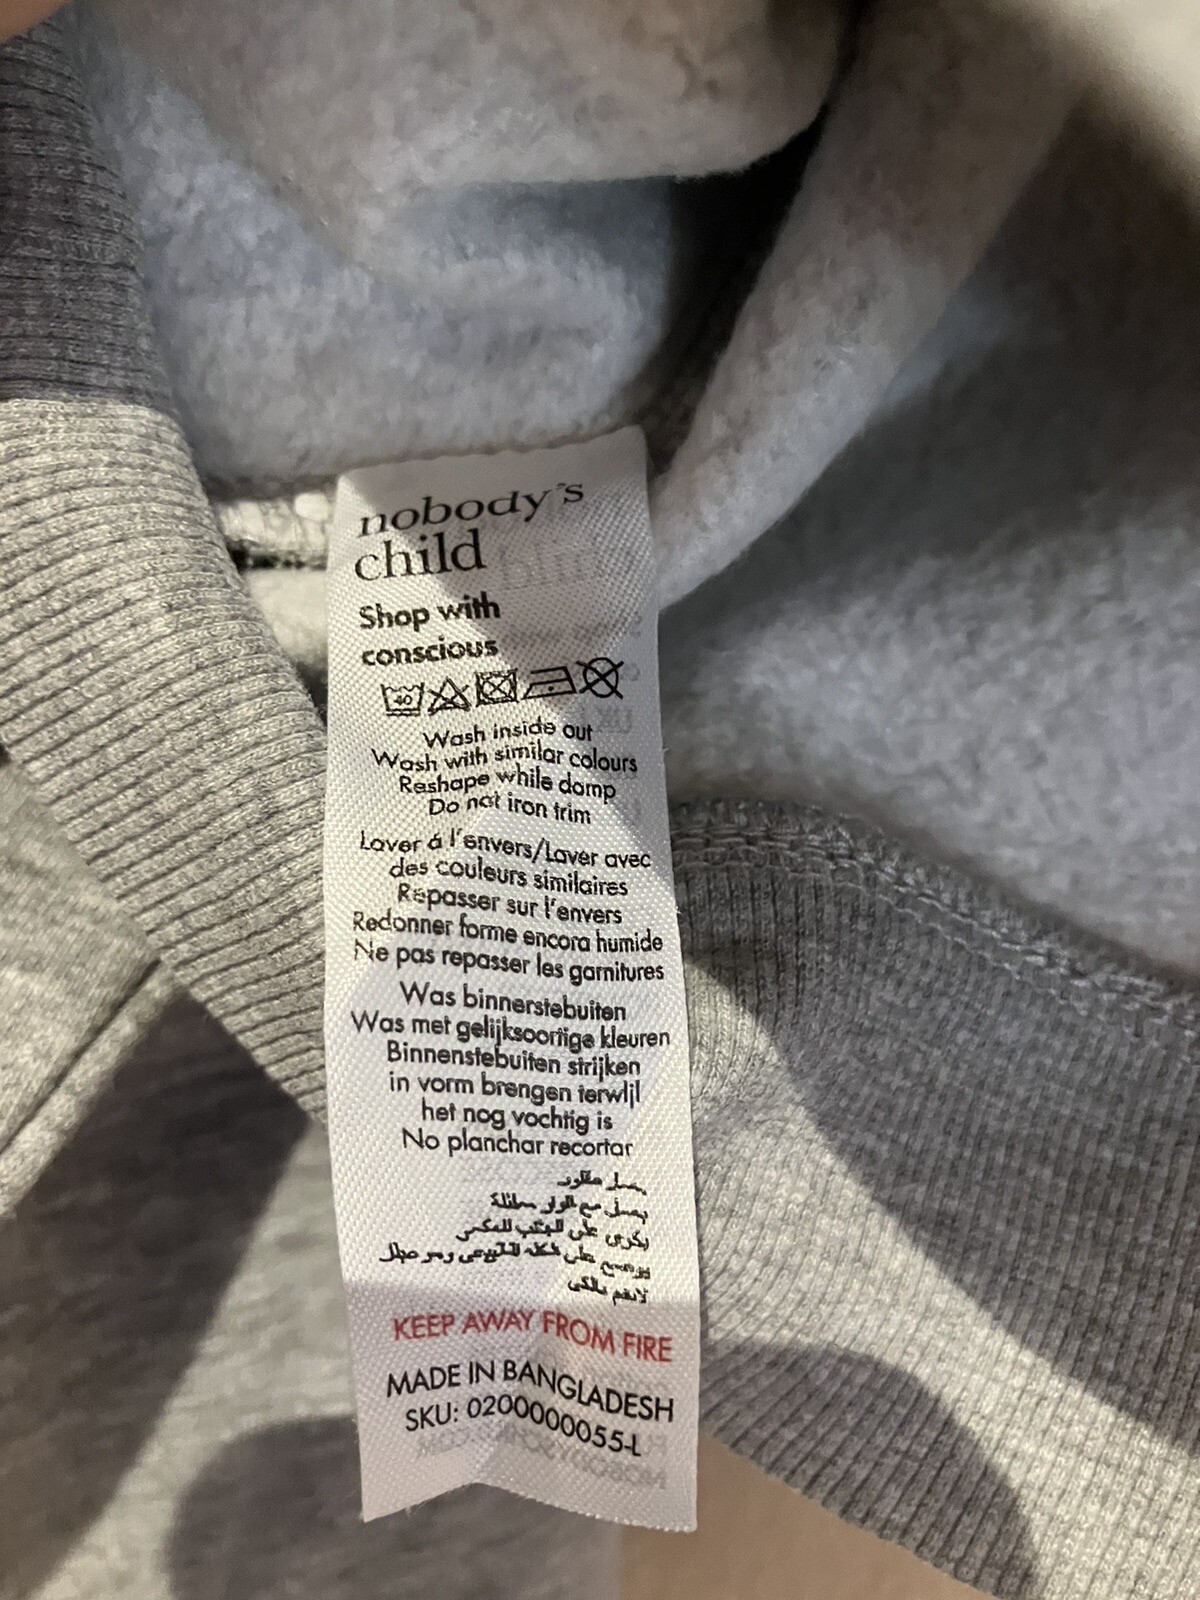 nobody's
child
Shop with
conscious
40
Wash inside out
Wash with similar colours
Reshape while damp
Do not iron trim
Laver á l'envers/Laver avec
des couleurs similaires
Repasser sur l'envers
Redonner forme encora humide
Ne pas repasser les garnitures
Was binnerstebuiten
Was met gelijksoortige kleuren
Binnenstebuiten strijken
in vorm brengen terwijl
het nog vochtig is
No planchar recortar
على
على
KEEP AWAY FROM FIRE
MADE IN BANGLADESH
SKU: 0200000055-L